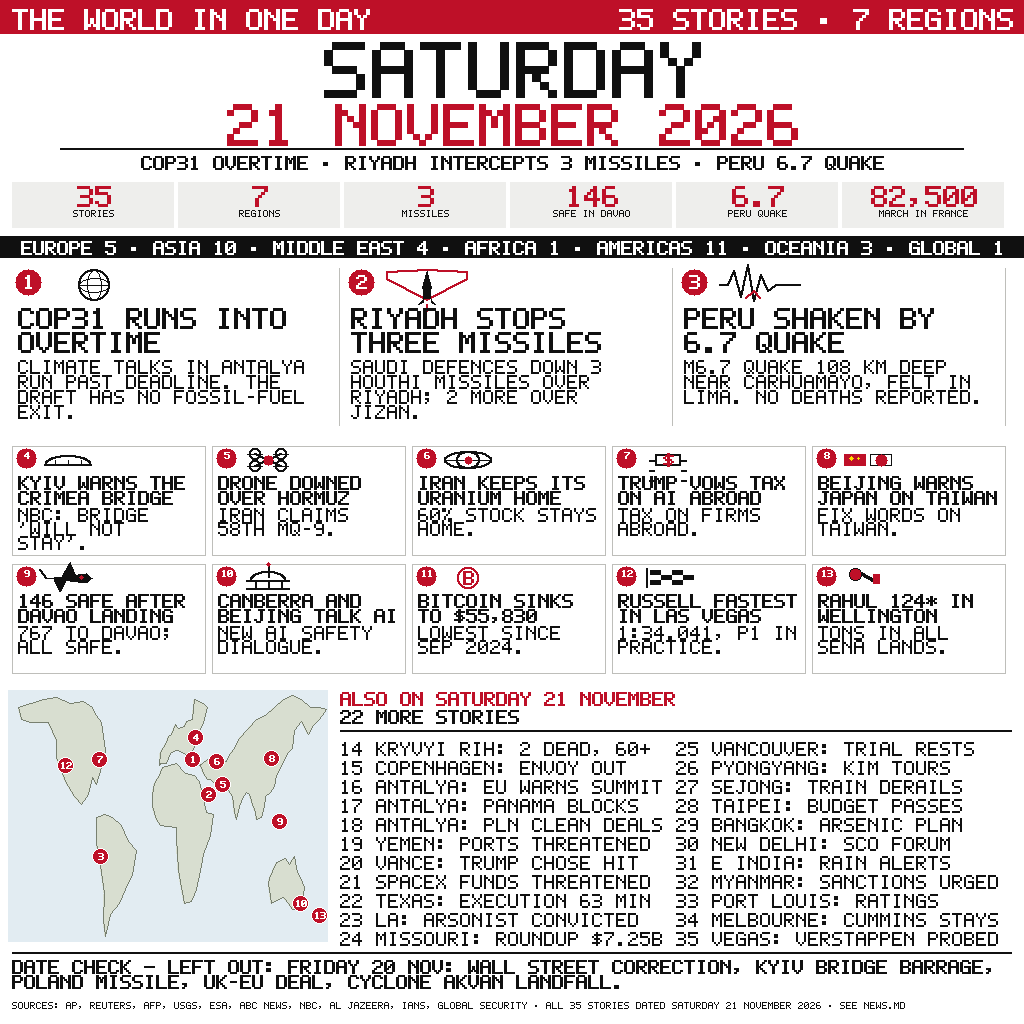 THE WORLD IN ONE DAY
35 STORIES · 7 REGIONS
SATURDAY
21 NOVEMBER 2026
COP31 OVERTIME · RIYADH INTERCEPTS 3 MISSILES · PERU 6.7 QUAKE
35
STORIES
7
REGIONS
3
MISSILES
146
SAFE IN DAVAO
6.7
PERU QUAKE
82,500
MARCH IN FRANCE
EUROPE 5 · ASIA 10 · MIDDLE EAST 4 · AFRICA 1 · AMERICAS 11 · OCEANIA 3 · GLOBAL 1
1
COP31 RUNS INTO
OVERTIME
CLIMATE TALKS IN ANTALYA
RUN PAST DEADLINE. THE
DRAFT HAS NO FOSSIL-FUEL
EXIT.
2
RIYADH STOPS
THREE MISSILES
SAUDI DEFENCES DOWN 3
HOUTHI MISSILES OVER
RIYADH; 2 MORE OVER
JIZAN.
3
PERU SHAKEN BY
6.7 QUAKE
M6.7 QUAKE 108 KM DEEP
NEAR CARHUAMAYO, FELT IN
LIMA. NO DEATHS REPORTED.
4
KYIV WARNS THE
CRIMEA BRIDGE
NBC: BRIDGE
'WILL NOT
STAY'.
5
DRONE DOWNED
OVER HORMUZ
IRAN CLAIMS
58TH MQ-9.
6
IRAN KEEPS ITS
URANIUM HOME
60% STOCK STAYS
HOME.
7
$
TRUMP VOWS TAX
ON AI ABROAD
TAX ON FIRMS
ABROAD.
8
BEIJING WARNS
JAPAN ON TAIWAN
FIX WORDS ON
TAIWAN.
9
146 SAFE AFTER
DAVAO LANDING
767 TO DAVAO;
ALL SAFE.
10
CANBERRA AND
BEIJING TALK AI
NEW AI SAFETY
DIALOGUE.
11
B
BITCOIN SINKS
TO $55,830
LOWEST SINCE
SEP 2024.
12
RUSSELL FASTEST
IN LAS VEGAS
1:34.041, P1 IN
PRACTICE.
13
RAHUL 124* IN
WELLINGTON
TONS IN ALL
SENA LANDS.
4
12
7
1
6
8
5
2
9
3
10
13
ALSO ON SATURDAY 21 NOVEMBER
22 MORE STORIES
14 KRYVYI RIH: 2 DEAD, 60+
15 COPENHAGEN: ENVOY OUT
16 ANTALYA: EU WARNS SUMMIT
17 ANTALYA: PANAMA BLOCKS
18 ANTALYA: PLN CLEAN DEALS
19 YEMEN: PORTS THREATENED
20 VANCE: TRUMP CHOSE HIT
21 SPACEX FUNDS THREATENED
22 TEXAS: EXECUTION 63 MIN
23 LA: ARSONIST CONVICTED
24 MISSOURI: ROUNDUP $7.25B
25 VANCOUVER: TRIAL RESTS
26 PYONGYANG: KIM TOURS
27 SEJONG: TRAIN DERAILS
28 TAIPEI: BUDGET PASSES
29 BANGKOK: ARSENIC PLAN
30 NEW DELHI: SCO FORUM
31 E INDIA: RAIN ALERTS
32 MYANMAR: SANCTIONS URGED
33 PORT LOUIS: RATINGS
34 MELBOURNE: CUMMINS STAYS
35 VEGAS: VERSTAPPEN PROBED
DATE CHECK – LEFT OUT: FRIDAY 20 NOV: WALL STREET CORRECTION, KYIV BRIDGE BARRAGE,
POLAND MISSILE, UK-EU DEAL, CYCLONE AKVAN LANDFALL.
SOURCES: AP, REUTERS, AFP, USGS, ESA, ABC NEWS, NBC, AL JAZEERA, IANS, GLOBAL SECURITY · ALL 35 STORIES DATED SATURDAY 21 NOVEMBER 2026 · SEE NEWS.MD